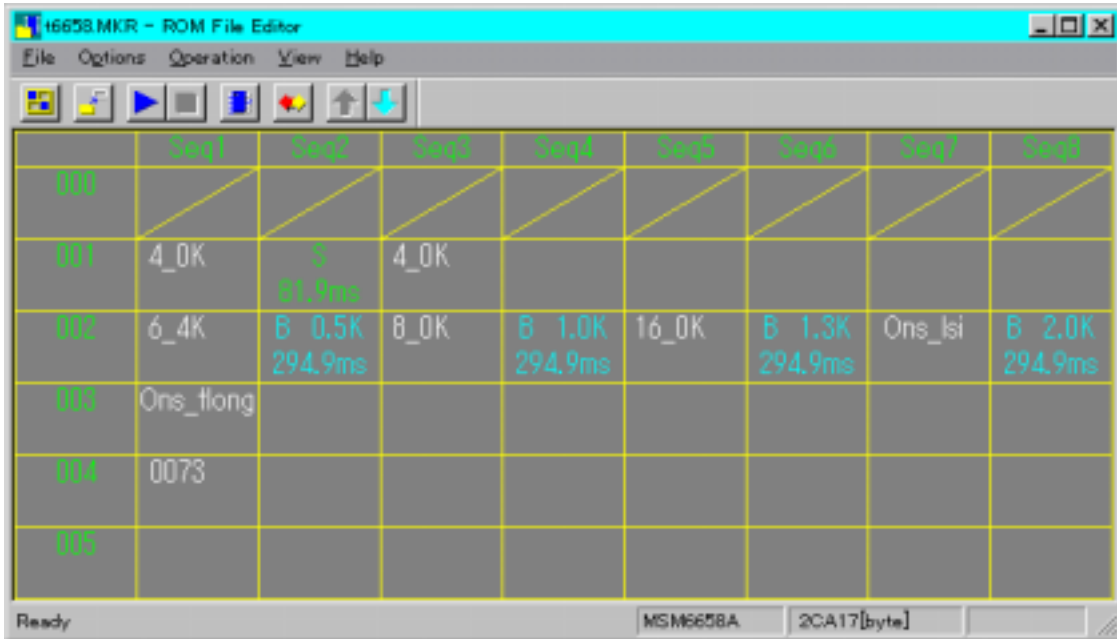 t6658.MKR - ROM File Editor
File Options Operation View Help
Seq1 Seq2 Seq3 Seq4 Seq5 Seq6 Seq7 Seq8
000
001 4_0K S 4_0K
81.9ms
002 6_4K B 0.5K 8_0K B 1.0K 16_0K B 1.3K Ons_lsi B 2.0K
294.9ms 294.9ms 294.9ms 294.9ms
003 Ons_tlong
004 0073
005
Ready MSM6658A 2CA17[byte]